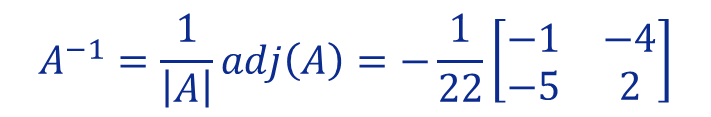 A⁻¹ = \frac{1}{|A|} adj(A) = -\frac{1}{22} \begin{bmatrix} -1 & -4 \\ -5 & 2 \end{bmatrix}